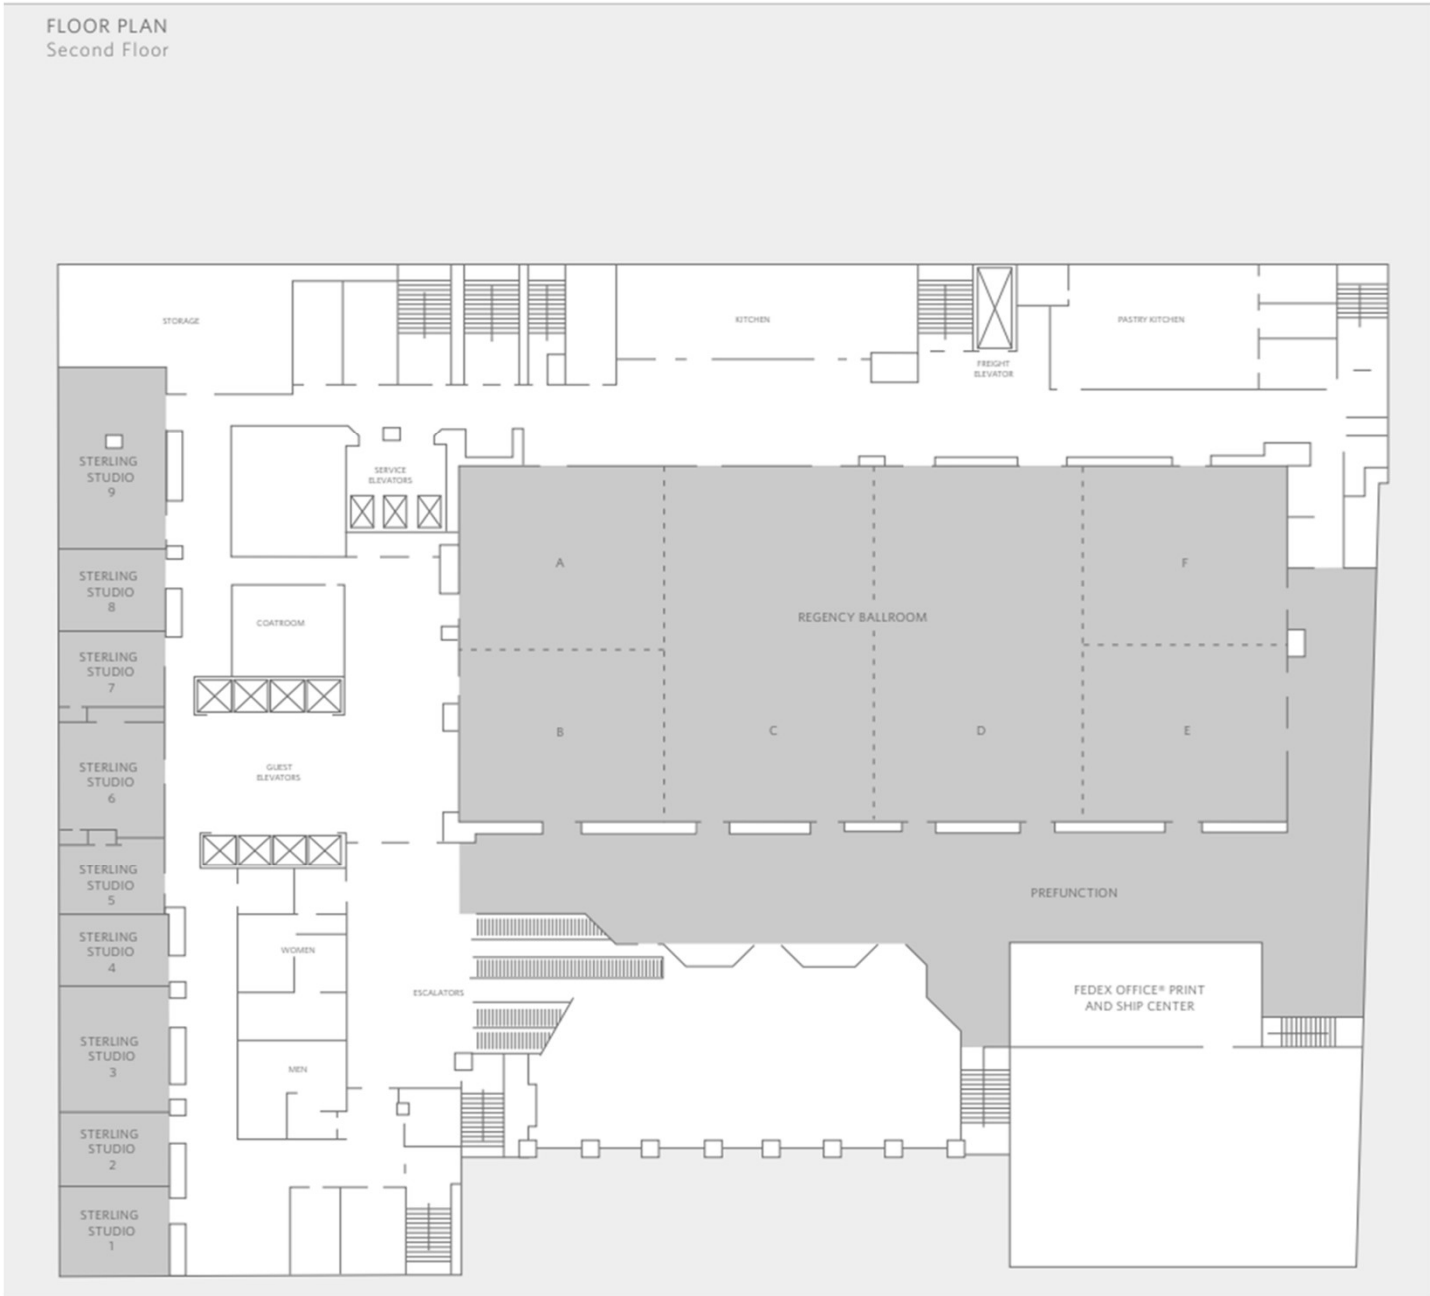 FLOOR PLAN
Second Floor
STORAGE
KITCHEN
PASTRY KITCHEN
FREIGHT
ELEVATOR
STERLING
STUDIO
9
SERVICE
ELEVATORS
A
F
STERLING
STUDIO
8
COATROOM
REGENCY BALLROOM
STERLING
STUDIO
7
B
C
D
E
STERLING
STUDIO
6
GUEST
ELEVATORS
STERLING
STUDIO
5
PREFUNCTION
STERLING
STUDIO
4
WOMEN
ESCALATORS
FEDEX OFFICE® PRINT
AND SHIP CENTER
STERLING
STUDIO
3
MEN
STERLING
STUDIO
2
STERLING
STUDIO
1